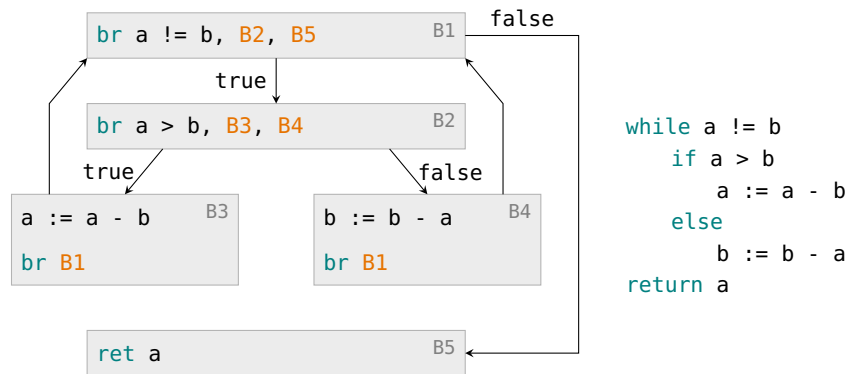 br a != b, B2, B5 B1
false
true
br a > b, B3, B4 B2
true
false
a := a - b B3
br B1
b := b - a B4
br B1
ret a B5
while a != b
if a > b
a := a - b
else
b := b - a
return a